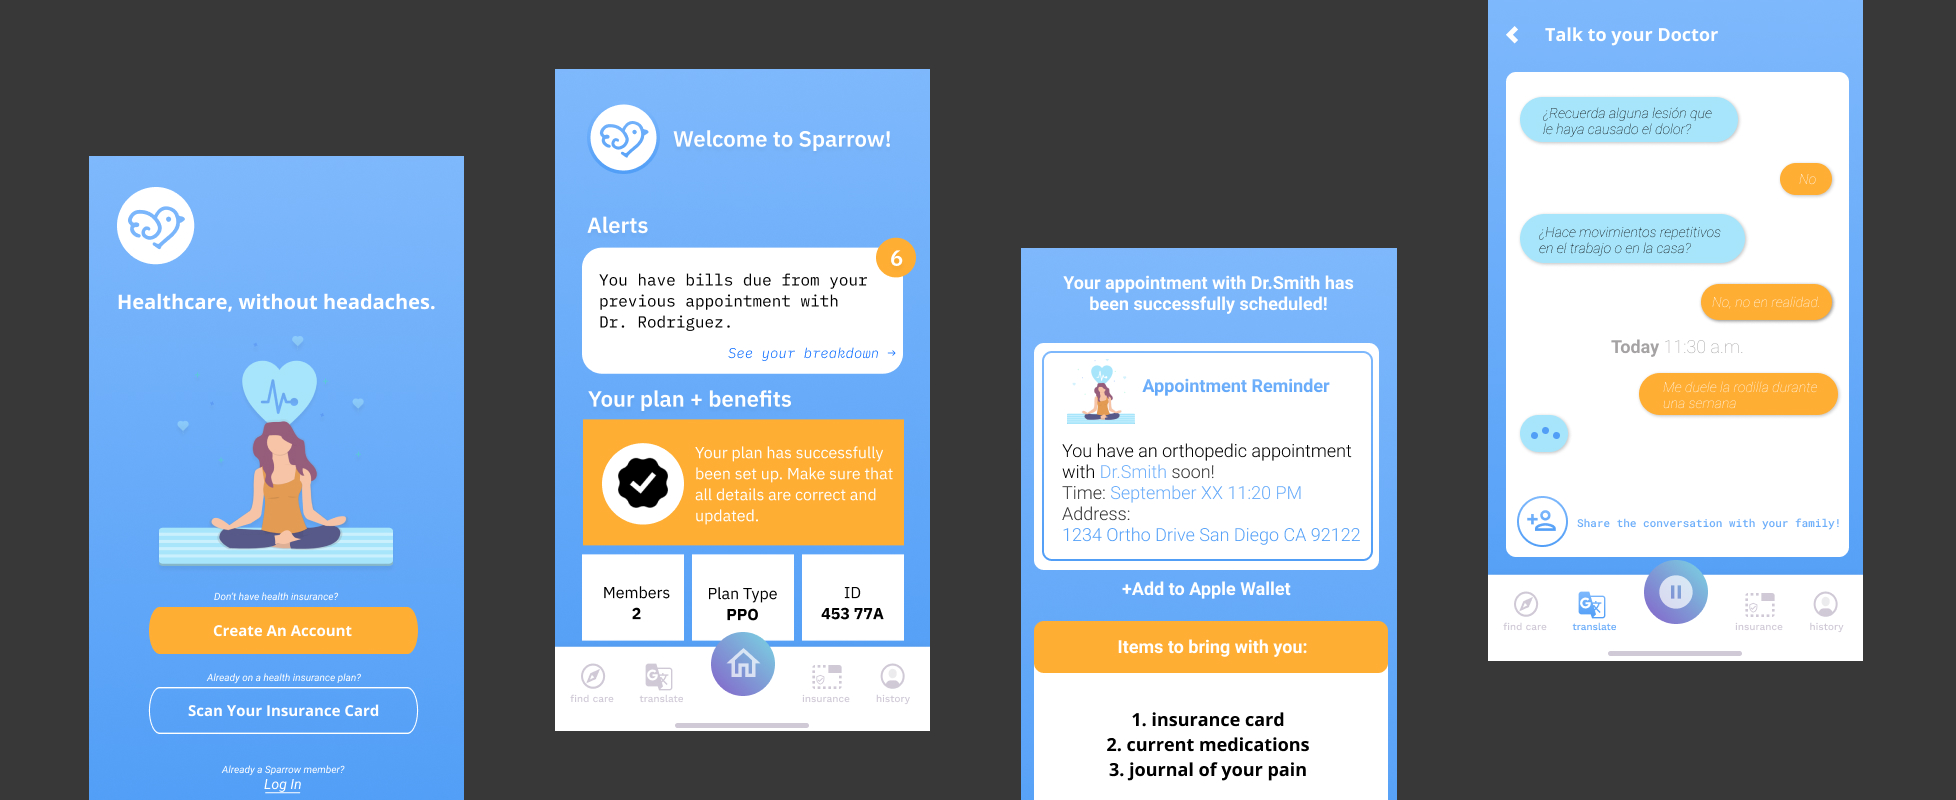 Healthcare, without headaches.
Don't have health insurance?
Create An Account
Already on a health insurance plan?
Scan Your Insurance Card
Already a Sparrow member?
Log In
Welcome to Sparrow!
Alerts
6
You have bills due from your
previous appointment with
Dr. Rodriguez.
See your breakdown →
Your plan + benefits
Your plan has successfully
been set up. Make sure that
all details are correct and
updated.
Members
2
Plan Type
PPO
ID
453 77A
find care
translate
insurance
history
Your appointment with Dr.Smith has
been successfully scheduled!
Appointment Reminder
You have an orthopedic appointment
with Dr.Smith soon!
Time: September XX 11:20 PM
Address:
1234 Ortho Drive San Diego CA 92122
+Add to Apple Wallet
Items to bring with you:
1. insurance card
2. current medications
3. journal of your pain
Talk to your Doctor
¿Recuerda alguna lesión que
le haya causado el dolor?
No
¿Hace movimientos repetitivos
en el trabajo o en la casa?
No, no en realidad.
Today 11:30 a.m.
Me duele la rodilla durante
una semana
Share the conversation with your family!
find care
translate
insurance
history